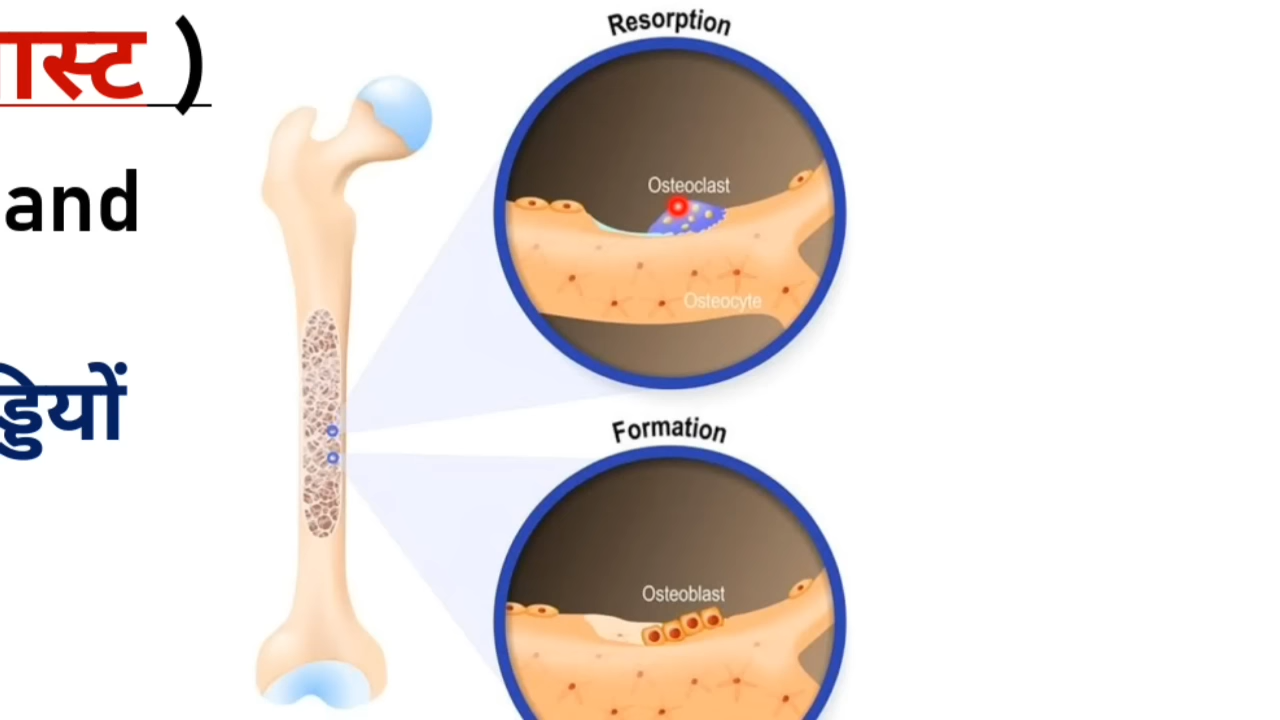 ास्ट )
and
ड्डियों
Resorption
Osteoclast
Osteocyte
Formation
Osteoblast